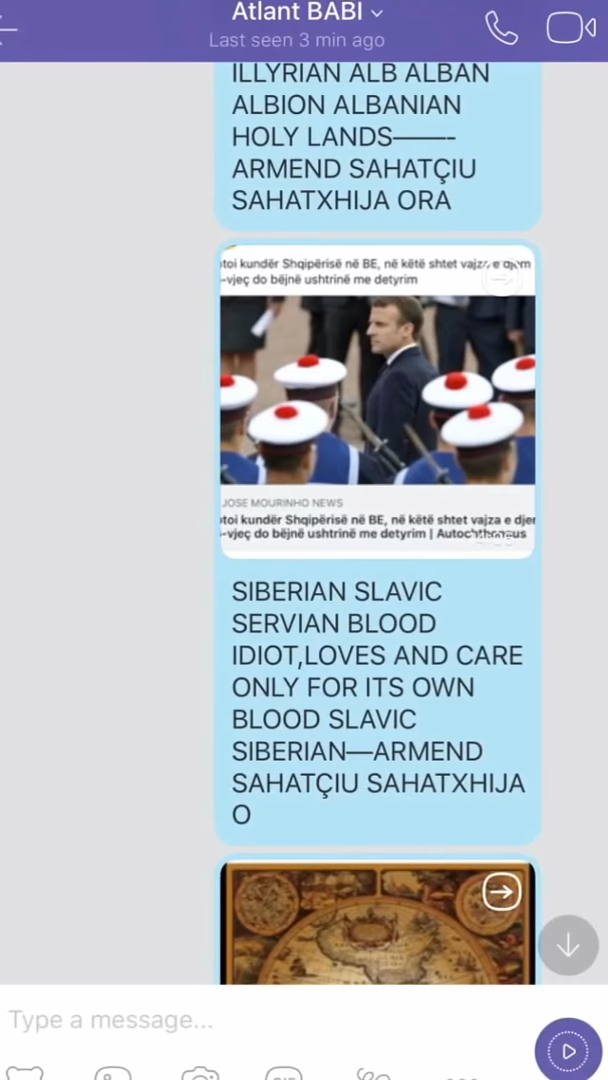 Atlant BABI
Last seen 3 min ago
ILLYRIAN ALB ALBAN
ALBION ALBANIAN
HOLY LANDS——-
ARMEND SAHATÇIU
SAHATXHIJA ORA
toi kundër Shqipërisë në BE, në këtë shtet vajza e djem
-vjeç do bëjnë ushtrinë me detyrim
JOSE MOURINHO NEWS
toi kundër Shqipërisë në BE, në këtë shtet vajza e djer
-vjeç do bëjnë ushtrinë me detyrim | Autochthonous
SIBERIAN SLAVIC
SERVIAN BLOOD
IDIOT,LOVES AND CARE
ONLY FOR ITS OWN
BLOOD SLAVIC
SIBERIAN—ARMEND
SAHATÇIU SAHATXHIJA
O
Type a message...